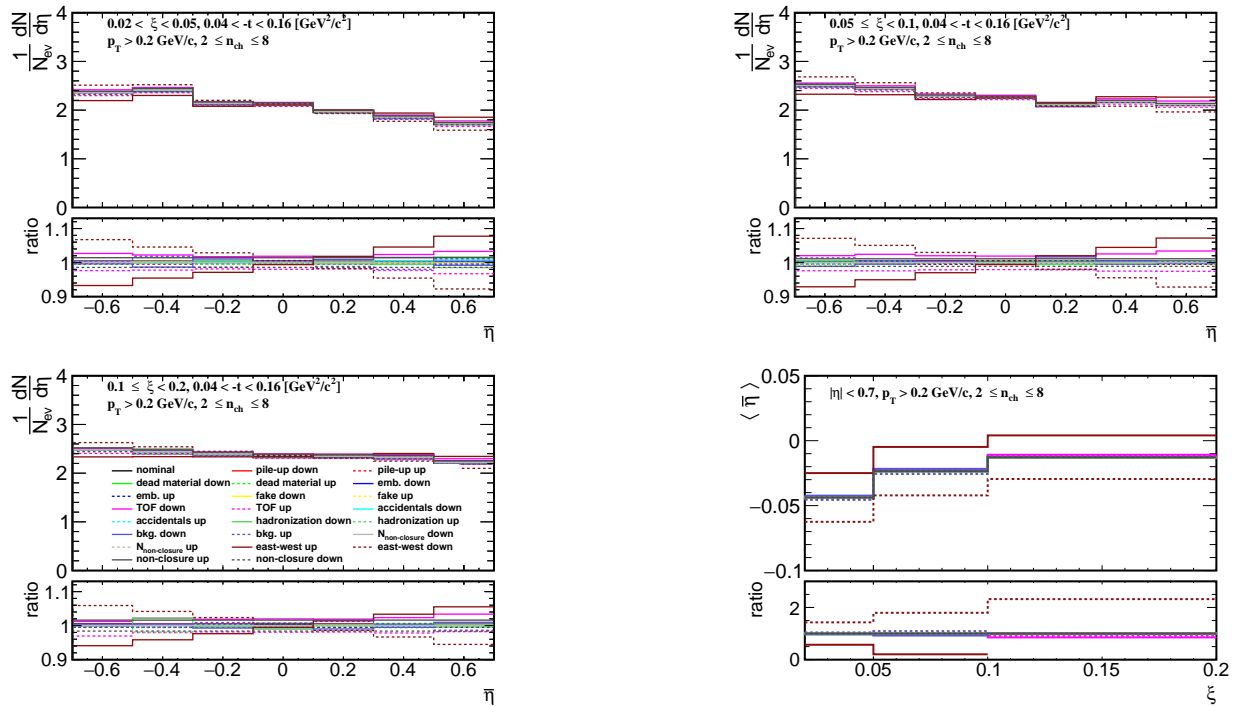 1/N_ev dN/dη
0.02 < ξ < 0.05, 0.04 < -t < 0.16 [GeV²/c²]
p_T > 0.2 GeV/c, 2 ≤ n_ch ≤ 8
4
3
2
1
0
ratio
1.1
1
0.9
−0.6 −0.4 −0.2 0 0.2 0.4 0.6
η̄
1/N_ev dN/dη
0.05 ≤ ξ < 0.1, 0.04 < -t < 0.16 [GeV²/c²]
p_T > 0.2 GeV/c, 2 ≤ n_ch ≤ 8
4
3
2
1
0
ratio
1.1
1
0.9
−0.6 −0.4 −0.2 0 0.2 0.4 0.6
η̄
1/N_ev dN/dη
0.1 ≤ ξ < 0.2, 0.04 < -t < 0.16 [GeV²/c²]
p_T > 0.2 GeV/c, 2 ≤ n_ch ≤ 8
4
3
2
1
0
nominal pile-up down pile-up up
dead material down dead material up emb. down
emb. up fake down fake up
TOF down TOF up accidentals down
accidentals up hadronization down hadronization up
bkg. down bkg. up N_non-closure down
N_non-closure up east-west up east-west down
non-closure up non-closure down
ratio
1.1
1
0.9
−0.6 −0.4 −0.2 0 0.2 0.4 0.6
η̄
⟨ η̄ ⟩
|η| < 0.7, p_T > 0.2 GeV/c, 2 ≤ n_ch ≤ 8
0.05
0
−0.05
−0.1
ratio
2
1
0
0.05 0.1 0.15 0.2
ξ